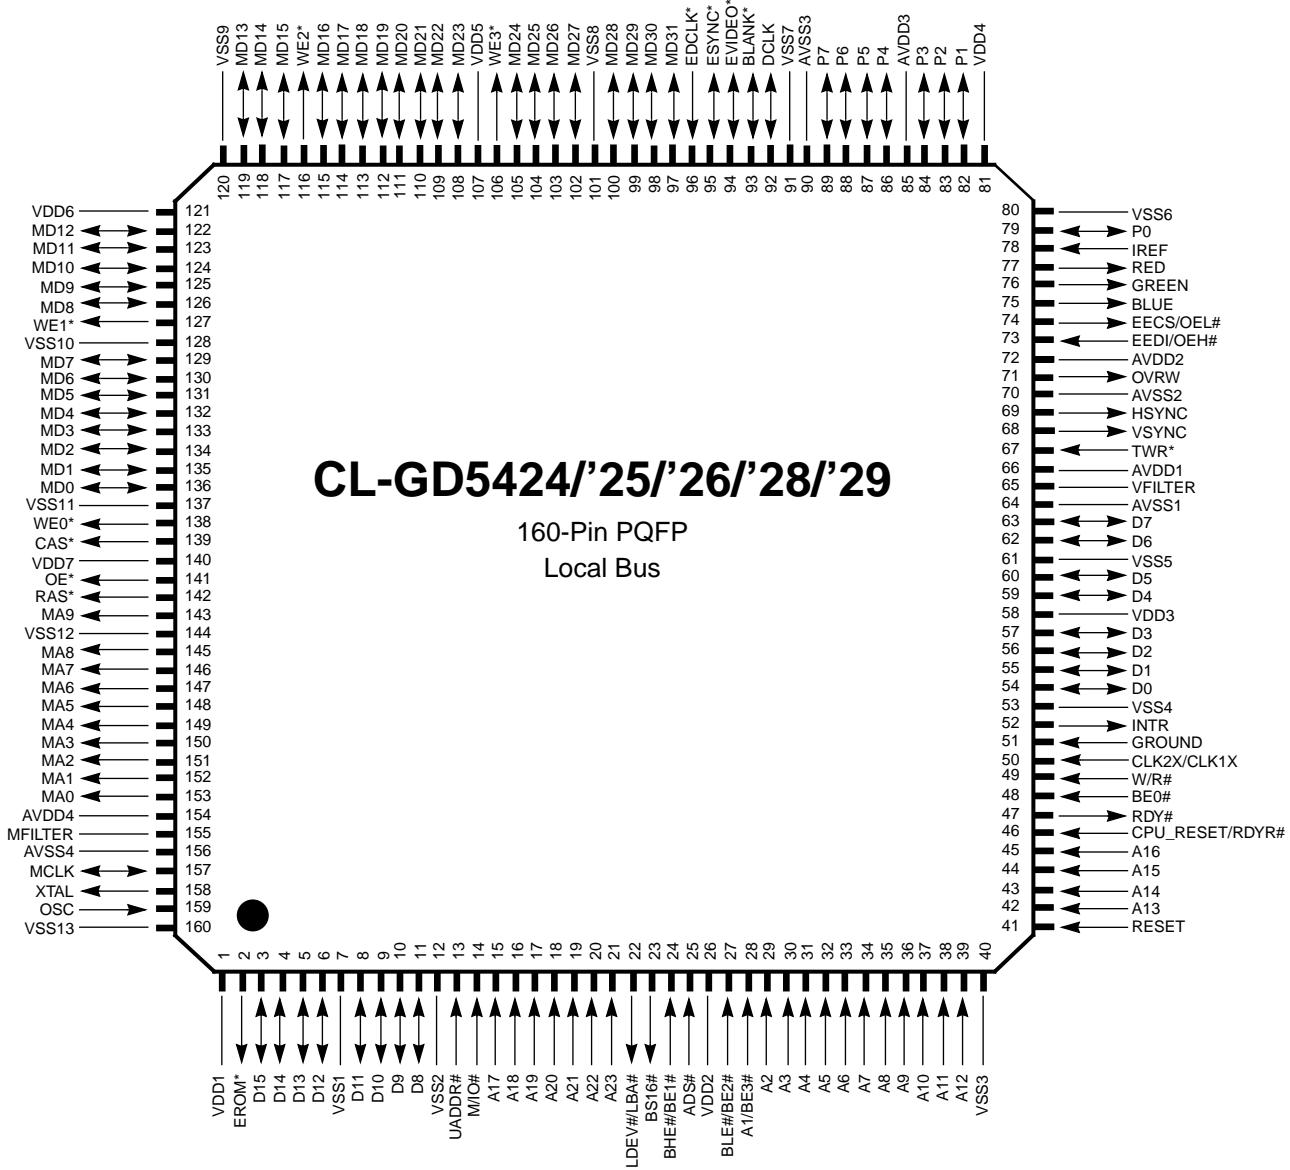 VSS9 MD13 MD14 MD15 WE2* MD16 MD17 MD18 MD19 MD20 MD21 MD22 MD23 VDD5 WE3* MD24 MD25 MD26 MD27 VSS8 MD28 MD29 MD30 MD31 EDCLK* ESYNC* EVIDEO* BLANK* DCLK VSS7 AVSS3 P7 P6 P5 P4 AVDD3 P3 P2 P1 VDD4
120 119 118 117 116 115 114 113 112 111 110 109 108 107 106 105 104 103 102 101 100 99 98 97 96 95 94 93 92 91 90 89 88 87 86 85 84 83 82 81
VDD6 121
MD12 122
MD11 123
MD10 124
MD9 125
MD8 126
WE1* 127
VSS10 128
MD7 129
MD6 130
MD5 131
MD4 132
MD3 133
MD2 134
MD1 135
MD0 136
VSS11 137
WE0* 138
CAS* 139
VDD7 140
OE* 141
RAS* 142
MA9 143
VSS12 144
MA8 145
MA7 146
MA6 147
MA5 148
MA4 149
MA3 150
MA2 151
MA1 152
MA0 153
AVDD4 154
MFILTER 155
AVSS4 156
MCLK 157
XTAL 158
OSC 159
VSS13 160
CL-GD5424/’25/’26/’28/’29
160-Pin PQFP
Local Bus
80 VSS6
79 P0
78 IREF
77 RED
76 GREEN
75 BLUE
74 EECS/OEL#
73 EEDI/OEH#
72 AVDD2
71 OVRW
70 AVSS2
69 HSYNC
68 VSYNC
67 TWR*
66 AVDD1
65 VFILTER
64 AVSS1
63 D7
62 D6
61 VSS5
60 D5
59 D4
58 VDD3
57 D3
56 D2
55 D1
54 D0
53 VSS4
52 INTR
51 GROUND
50 CLK2X/CLK1X
49 W/R#
48 BE0#
47 RDY#
46 CPU_RESET/RDYR#
45 A16
44 A15
43 A14
42 A13
41 RESET
1 2 3 4 5 6 7 8 9 10 11 12 13 14 15 16 17 18 19 20 21 22 23 24 25 26 27 28 29 30 31 32 33 34 35 36 37 38 39 40
VDD1 EROM* D15 D14 D13 D12 VSS1 D11 D10 D9 D8 VSS2 UADDR# M/IO# A17 A18 A19 A20 A21 A22 A23 LDEV#/LBA# BS16# BHE#/BE1# ADS# VDD2 BLE#/BE2# A1/BE3# A2 A3 A4 A5 A6 A7 A8 A9 A10 A11 A12 VSS3